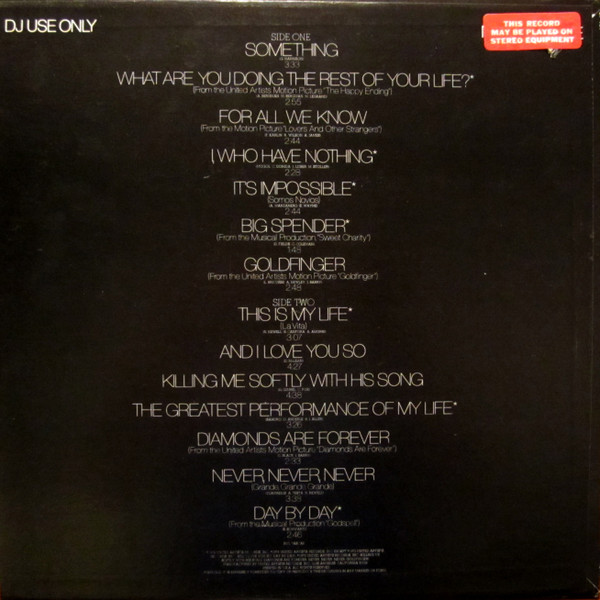 DJ USE ONLY
THIS RECORD
MAY BE PLAYED ON
STEREO EQUIPMENT
SIDE ONE
SOMETHING
3:33
WHAT ARE YOU DOING THE REST OF YOUR LIFE?*
(From the United Artists Motion Picture "The Happy Ending")
2:55
FOR ALL WE KNOW
(From the Motion Picture "Lovers And Other Strangers")
2:44
I, WHO HAVE NOTHING*
2:28
IT'S IMPOSSIBLE*
(Somos Novios)
2:44
BIG SPENDER*
(From the Musical Production, "Sweet Charity")
1:48
GOLDFINGER
(From the United Artists Motion Picture "Goldfinger")
2:48
SIDE TWO
THIS IS MY LIFE*
(La Vita)
3:07
AND I LOVE YOU SO
4:27
KILLING ME SOFTLY WITH HIS SONG
4:38
THE GREATEST PERFORMANCE OF MY LIFE*
3:26
DIAMONDS ARE FOREVER
(From the United Artists Motion Picture "Diamonds Are Forever")
2:33
NEVER, NEVER, NEVER
(Grande, Grande, Grande)
3:38
DAY BY DAY*
(From the Musical Production "Godspell")
2:46